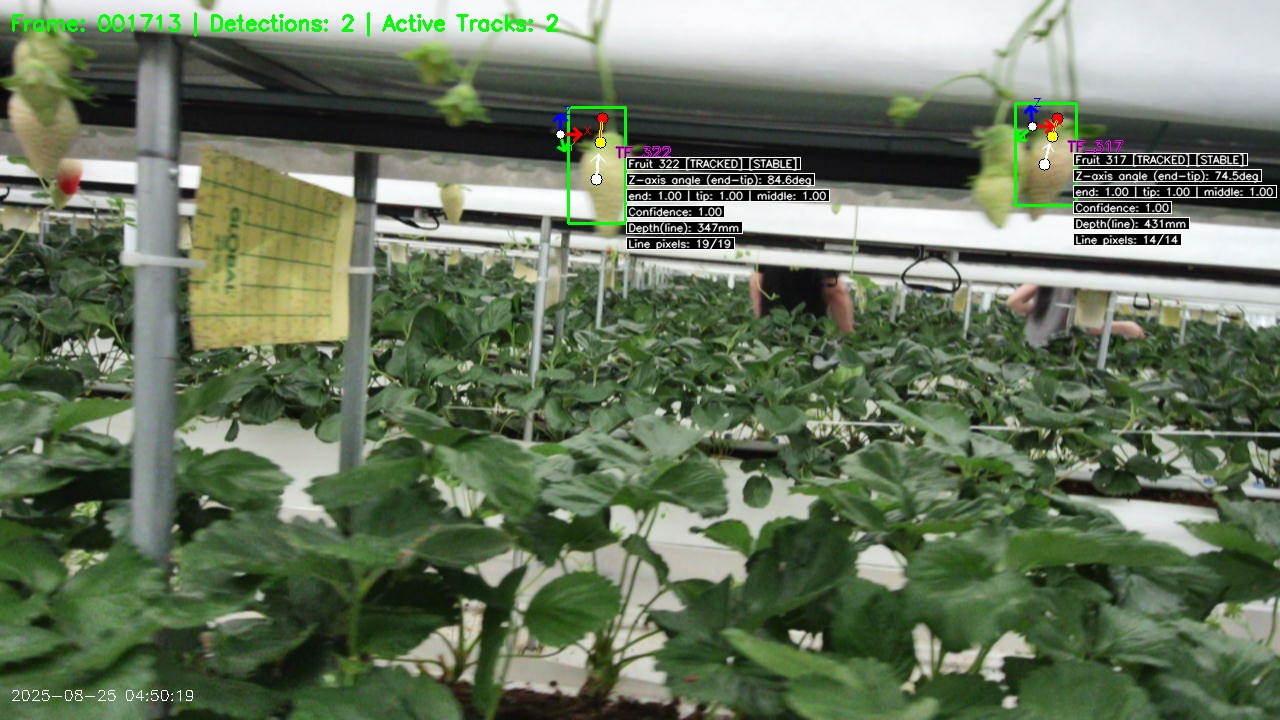 Frame: 001713 | Detections: 2 | Active Tracks: 2
Z
X
TF_322
Fruit 322 [TRACKED] [STABLE]
Z-axis angle (end-tip): 84.6deg
end: 1.00 | tip: 1.00 | middle: 1.00
Confidence: 1.00
Depth(line): 347mm
Line pixels: 19/19
Z
TF_317
Fruit 317 [TRACKED] [STABLE]
Z-axis angle (end-tip): 74.5deg
end: 1.00 | tip: 1.00 | middle: 1.00
Confidence: 1.00
Depth(line): 431mm
Line pixels: 14/14
GLOBAL
2025-08-25 04:50:19